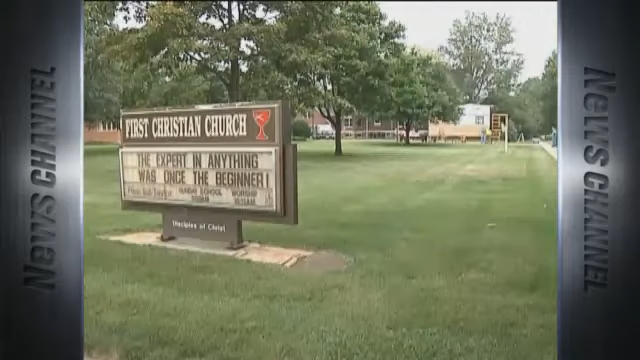 FIRST CHRISTIAN CHURCH
THE EXPERT IN ANYTHING
WAS ONCE THE BEGINNER!
SUNDAY SCHOOL
WORSHIP
Disciples of Christ
NEWS CHANNEL
NEWS CHANNEL